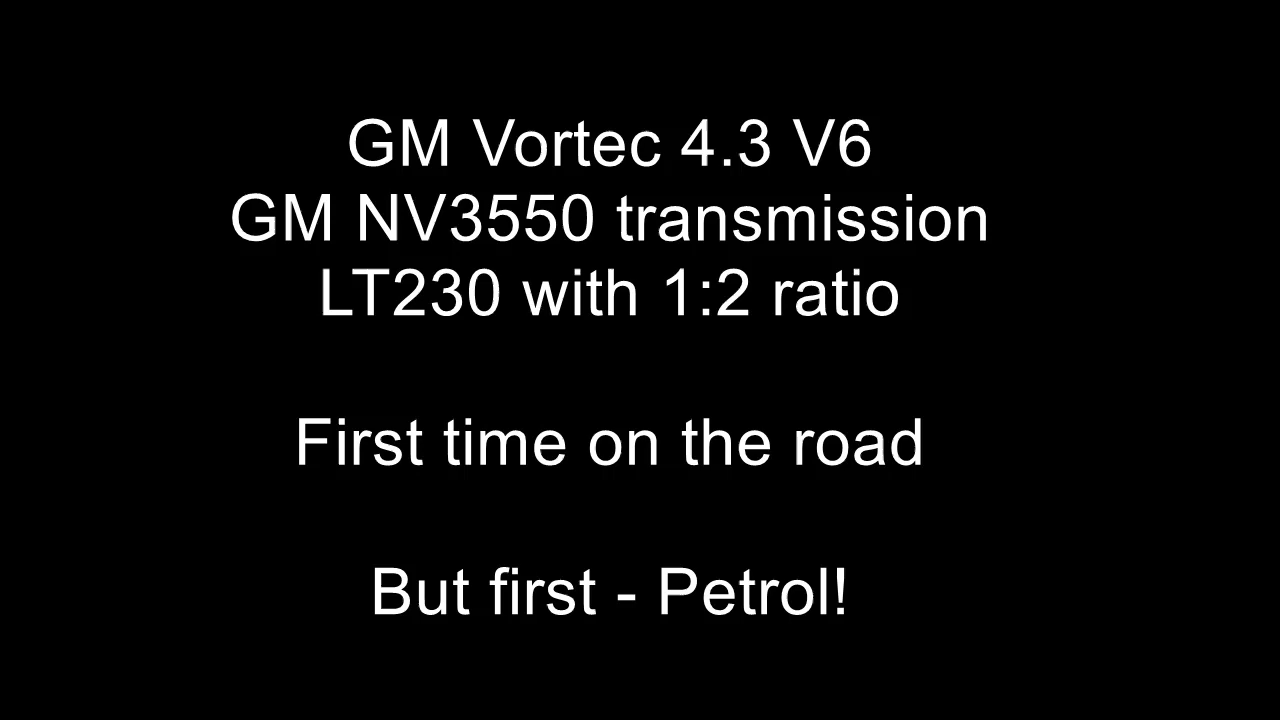 GM Vortec 4.3 V6
GM NV3550 transmission
LT230 with 1:2 ratio
First time on the road
But first - Petrol!